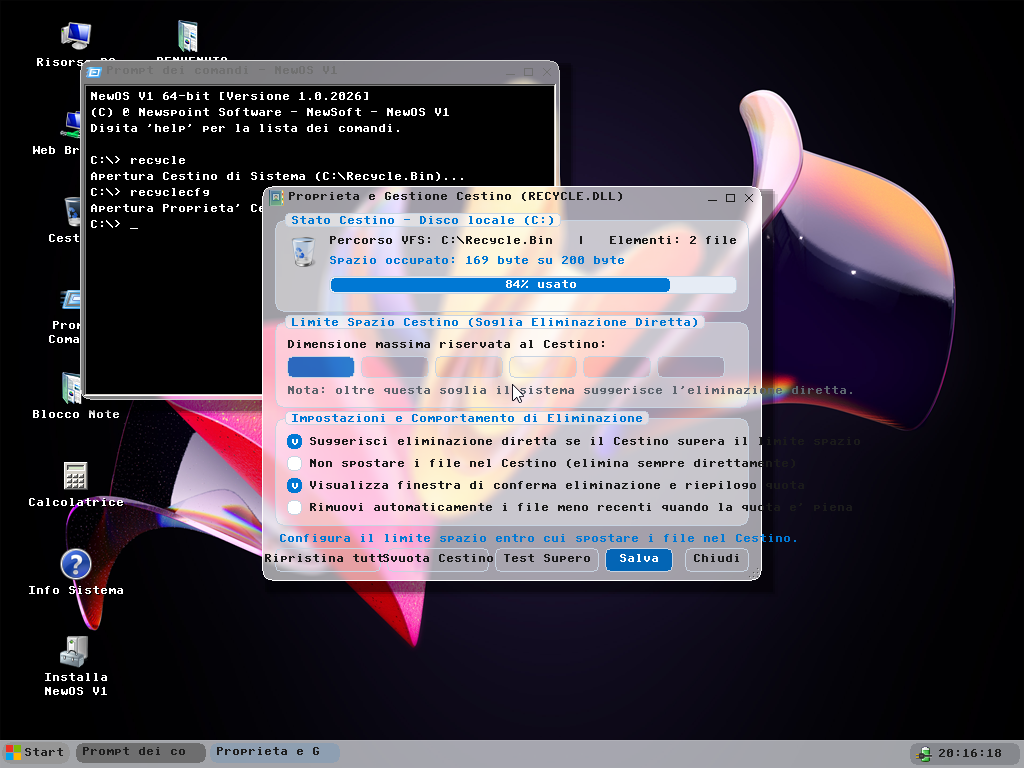 Risorse PC
BENVENUTO
Prompt dei comandi - NewOS V1
NewOS V1 64-bit [Versione 1.0.2026]
(C) @ Newspoint Software - NewSoft - NewOS V1
Digita 'help' per la lista dei comandi.
C:\> recycle
Apertura Cestino di Sistema (C:\Recycle.Bin)...
C:\> recyclecfg
Apertura Proprieta' Ce
C:\> _
Web Br
Cest
Pro
Coma
Blocco Note
Calcolatrice
Info Sistema
Installa
NewOS V1
Proprieta e Gestione Cestino (RECYCLE.DLL)
Stato Cestino - Disco locale (C:)
Percorso VFS: C:\Recycle.Bin | Elementi: 2 file
Spazio occupato: 169 byte su 200 byte
84% usato
Limite Spazio Cestino (Soglia Eliminazione Diretta)
Dimensione massima riservata al Cestino:
Nota: oltre questa soglia il sistema suggerisce l'eliminazione diretta.
Impostazioni e Comportamento di Eliminazione
v Suggerisci eliminazione diretta se il Cestino supera il limite spazio
Non spostare i file nel Cestino (elimina sempre direttamente)
v Visualizza finestra di conferma eliminazione e riepilogo quota
Rimuovi automaticamente i file meno recenti quando la quota e' piena
Configura il limite spazio entro cui spostare i file nel Cestino.
Ripristina tutt
Svuota Cestino
Test Supero
Salva
Chiudi
Start
Prompt dei co
Proprieta e G
20:16:18